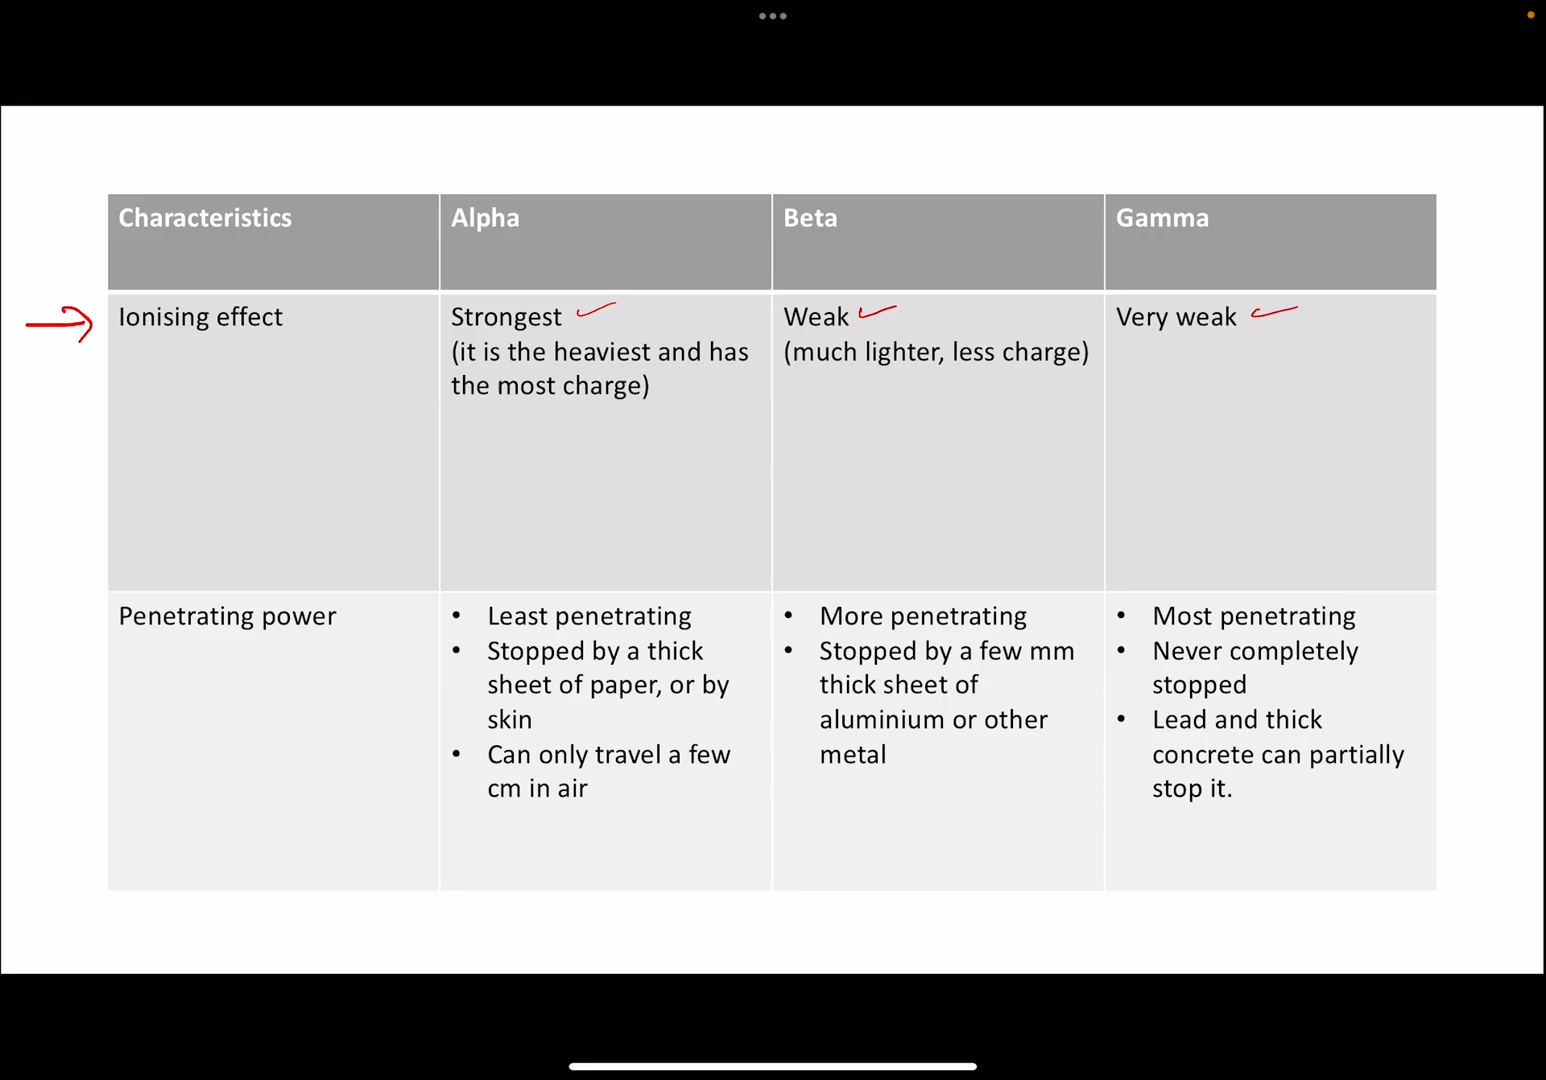 Characteristics
Alpha
Beta
Gamma
Ionising effect
Strongest
(it is the heaviest and has
the most charge)
Weak
(much lighter, less charge)
Very weak
Penetrating power
• Least penetrating
• Stopped by a thick
sheet of paper, or by
skin
• Can only travel a few
cm in air
• More penetrating
• Stopped by a few mm
thick sheet of
aluminium or other
metal
• Most penetrating
• Never completely
stopped
• Lead and thick
concrete can partially
stop it.